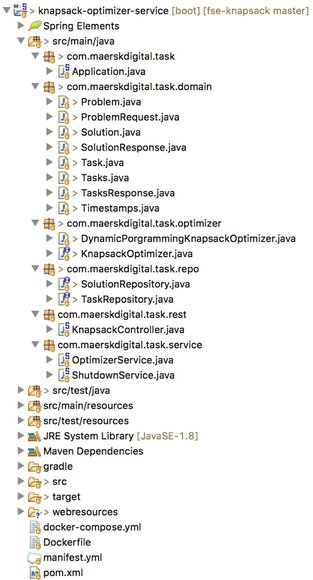 > knapsack-optimizer-service [boot] [fse-knapsack master]
Spring Elements
> src/main/java
> com.maerskdigital.task
> Application.java
> com.maerskdigital.task.domain
> Problem.java
> ProblemRequest.java
> Solution.java
> SolutionResponse.java
> Task.java
> Tasks.java
> TasksResponse.java
> Timestamps.java
> com.maerskdigital.task.optimizer
> DynamicPorgrammingKnapsackOptimizer.java
> KnapsackOptimizer.java
> com.maerskdigital.task.repo
> SolutionRepository.java
> TaskRepository.java
com.maerskdigital.task.rest
KnapsackController.java
> com.maerskdigital.task.service
OptimizerService.java
ShutdownService.java
> src/test/java
src/main/resources
src/test/resources
JRE System Library [JavaSE-1.8]
Maven Dependencies
gradle
> src
> target
> webresources
docker-compose.yml
Dockerfile
manifest.yml
pom.xml